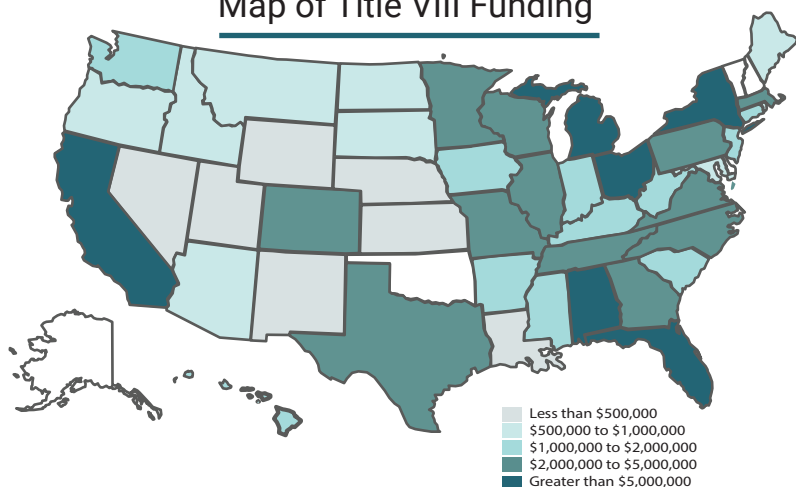 Map of Title VIII Funding
Less than $500,000
$500,000 to $1,000,000
$1,000,000 to $2,000,000
$2,000,000 to $5,000,000
Greater than $5,000,000